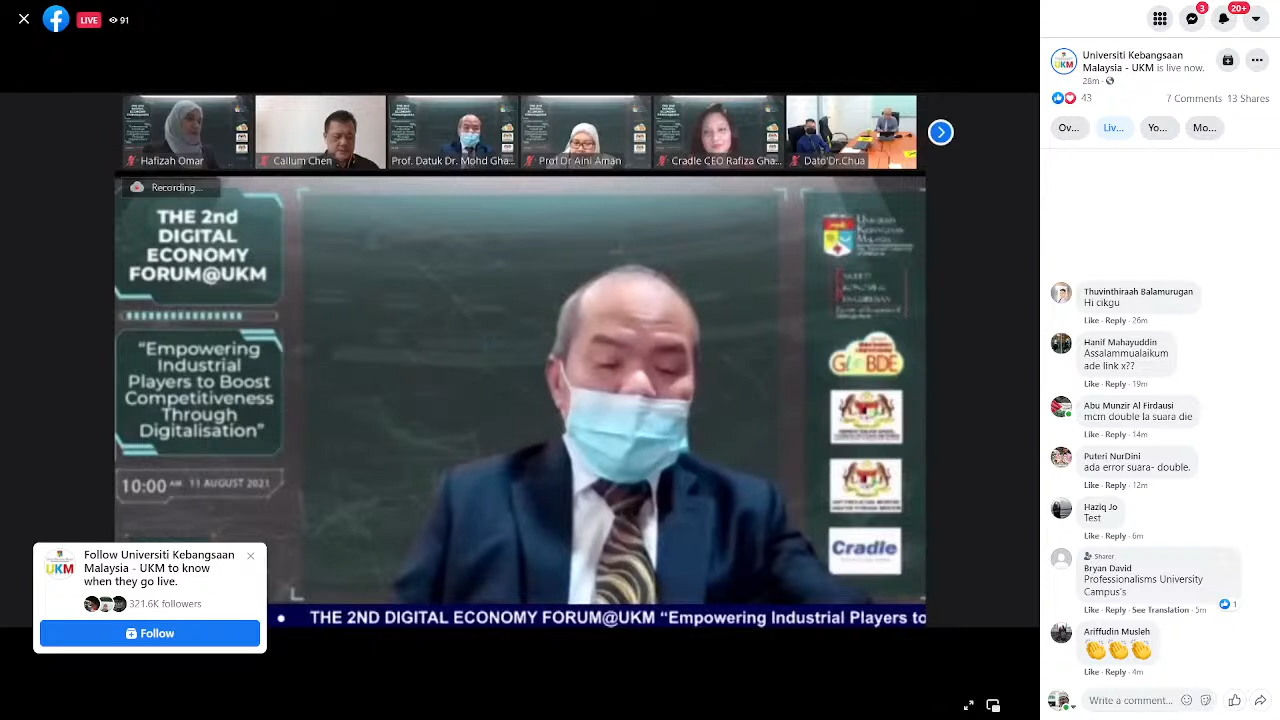 LIVE
91
3
20+
Universiti Kebangsaan
Malaysia - UKM is live now.
28m
43
7 Comments 13 Shares
Ov...
Liv...
Yo...
Mo...
Hafizah Omar
Callum Chen
Prof. Datuk Dr. Mohd Gha...
Prof Dr Aini Aman
Cradle CEO Rafiza Gha...
Dato'Dr.Chua
Recording...
THE 2nd
DIGITAL
ECONOMY
FORUM@UKM
“Empowering
Industrial
Players to Boost
Competitiveness
Through
Digitalisation”
10:00 AM 11 AUGUST 2021
Cradle
THE 2ND DIGITAL ECONOMY FORUM@UKM “Empowering Industrial Players to
UKM
Follow Universiti Kebangsaan
Malaysia - UKM to know
when they go live.
321.6K followers
Follow
Thuvinthiraah Balamurugan
Hi cikgu
Like · Reply · 26m
Hanif Mahayuddin
Assalammualaikum
ade link x??
Like · Reply · 19m
Abu Munzir Al Firdausi
mcm double la suara die
Like · Reply · 14m
Puteri NurDini
ada error suara- double.
Like · Reply · 12m
Haziq Jo
Test
Like · Reply · 6m
Sharer
Bryan David
Professionalisms University
Campus's
Like · Reply · See Translation · 5m
1
Ariffudin Musleh
Like · Reply · 4m
Write a comment...